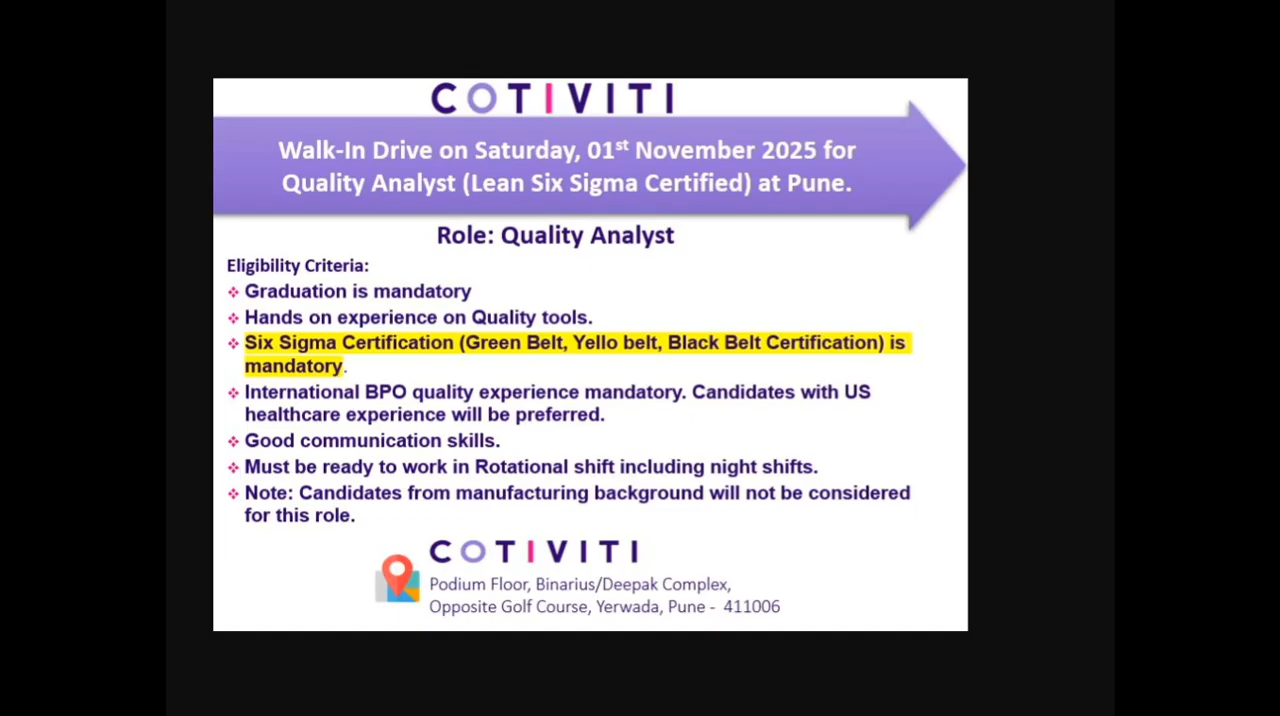 COTIVITI
Walk-In Drive on Saturday, 01st November 2025 for
Quality Analyst (Lean Six Sigma Certified) at Pune.
Role: Quality Analyst
Eligibility Criteria:
❖ Graduation is mandatory
❖ Hands on experience on Quality tools.
❖ Six Sigma Certification (Green Belt, Yello belt, Black Belt Certification) is
mandatory.
❖ International BPO quality experience mandatory. Candidates with US
healthcare experience will be preferred.
❖ Good communication skills.
❖ Must be ready to work in Rotational shift including night shifts.
❖ Note: Candidates from manufacturing background will not be considered
for this role.
COTIVITI
Podium Floor, Binarius/Deepak Complex,
Opposite Golf Course, Yerwada, Pune - 411006